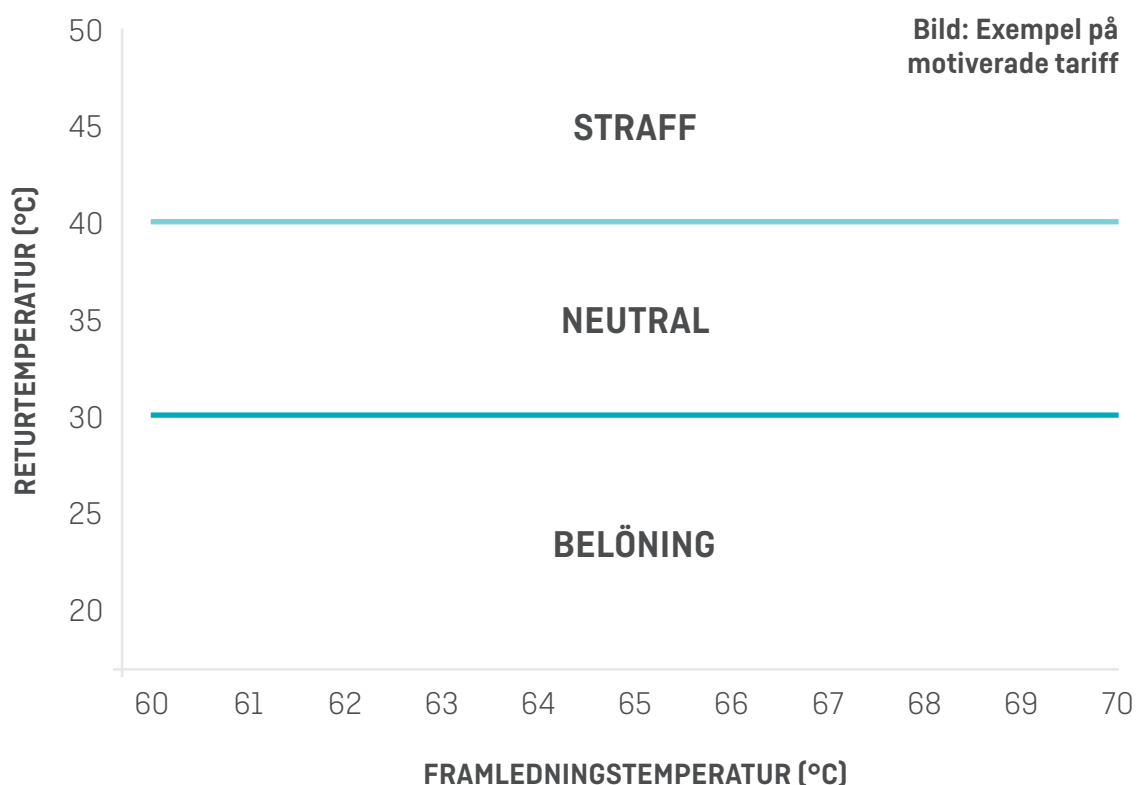 Bild: Exempel på
motiverade tariff
50
45
40
35
30
25
20
RETURTEMPERATUR (°C)
STRAFF
NEUTRAL
BELÖNING
60 61 62 63 64 65 66 67 68 69 70
FRAMLEDNINGSTEMPERATUR (°C)